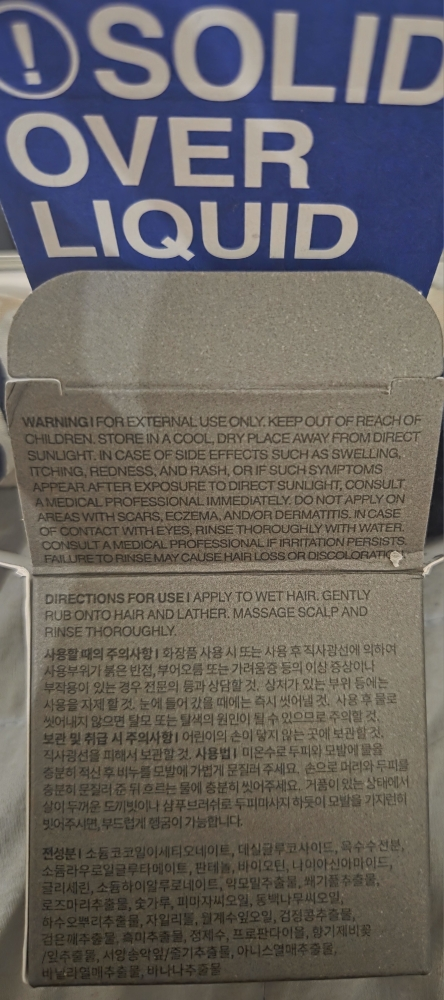 ! SOLID
OVER
LIQUID
WARNING I FOR EXTERNAL USE ONLY. KEEP OUT OF REACH OF
CHILDREN. STORE IN A COOL, DRY PLACE AWAY FROM DIRECT
SUNLIGHT. IN CASE OF SIDE EFFECTS SUCH AS SWELLING,
ITCHING, REDNESS, AND RASH, OR IF SUCH SYMPTOMS
APPEAR AFTER EXPOSURE TO DIRECT SUNLIGHT, CONSULT
A MEDICAL PROFESSIONAL IMMEDIATELY. DO NOT APPLY ON
AREAS WITH SCARS, ECZEMA, AND/OR DERMATITIS. IN CASE
OF CONTACT WITH EYES, RINSE THOROUGHLY WITH WATER.
CONSULT A MEDICAL PROFESSIONAL IF IRRITATION PERSISTS.
FAILURE TO RINSE MAY CAUSE HAIR LOSS OR DISCOLORATIO
DIRECTIONS FOR USE I APPLY TO WET HAIR. GENTLY
RUB ONTO HAIR AND LATHER. MASSAGE SCALP AND
RINSE THOROUGHLY.
사용할 때의 주의사항 I 화장품 사용 시 또는 사용 후 직사광선에 의하여
사용부위가 붉은 반점, 부어오름 또는 가려움증 등의 이상 증상이나
부작용이 있는 경우 전문의 등과 상담할 것. 상처가 있는 부위 등에는
사용을 자제 할 것. 눈에 들어 갔을 때에는 즉시 씻어낼 것. 사용 후 물로
씻어내지 않으면 탈모 또는 탈색의 원인이 될 수 있으므로 주의할 것.
보관 및 취급 시 주의사항 I 어린이의 손이 닿지 않는 곳에 보관할 것.
직사광선을 피해서 보관할 것. 사용법 I 미온수로 두피와 모발에 물을
충분히 적신 후 비누를 모발에 가볍게 문질러 주세요. 손으로 머리와 두피를
충분히 문질러 준 뒤 흐르는 물에 충분히 씻어주세요. 거품이 있는 상태에서
살이 두꺼운 도끼빗이나 샴푸브러쉬로 두피마사지 하듯이 모발을 가지런히
빗어주시면, 부드럽게 헹굼이 가능합니다.
전성분 I 소듐코코일이세티오네이트, 데실글루코사이드, 옥수수전분,
소듐라우로일글루타메이트, 판테놀, 바이오틴, 나이아신아마이드,
글리세린, 소듐하이알루로네이트, 약모밀추출물, 쇄기풀추출물,
로즈마리추출물, 숯가루, 피마자씨오일, 동백나무씨오일,
하수오뿌리추출물, 자일리톨, 월계수잎오일, 검정콩추출물,
검은깨추출물, 흑미추출물, 정제수, 프로판다이올, 향기제비꽃
/잎추출물, 서양송악잎/줄기추출물, 아니스열매추출물,
바닐라열매추출물, 바나나추출물